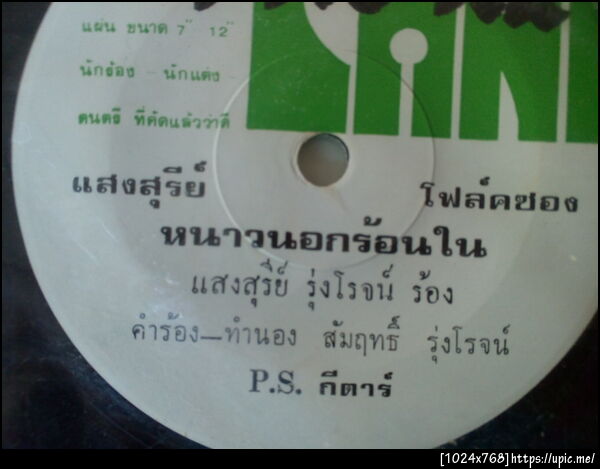 แผ่น ขนาด 7" 12"
นักร้อง - นักแต่ง
ดนตรี ที่คัดแล้วว่าดี
แสงสุรีย์ โฟล์คซอง
หนาวนอกร้อนใน
แสงสุรีย์ รุ่งโรจน์ ร้อง
คำร้อง—ทำนอง สัมฤทธิ์ รุ่งโรจน์
P.S. กีตาร์
[1024x768]https://upic.me/